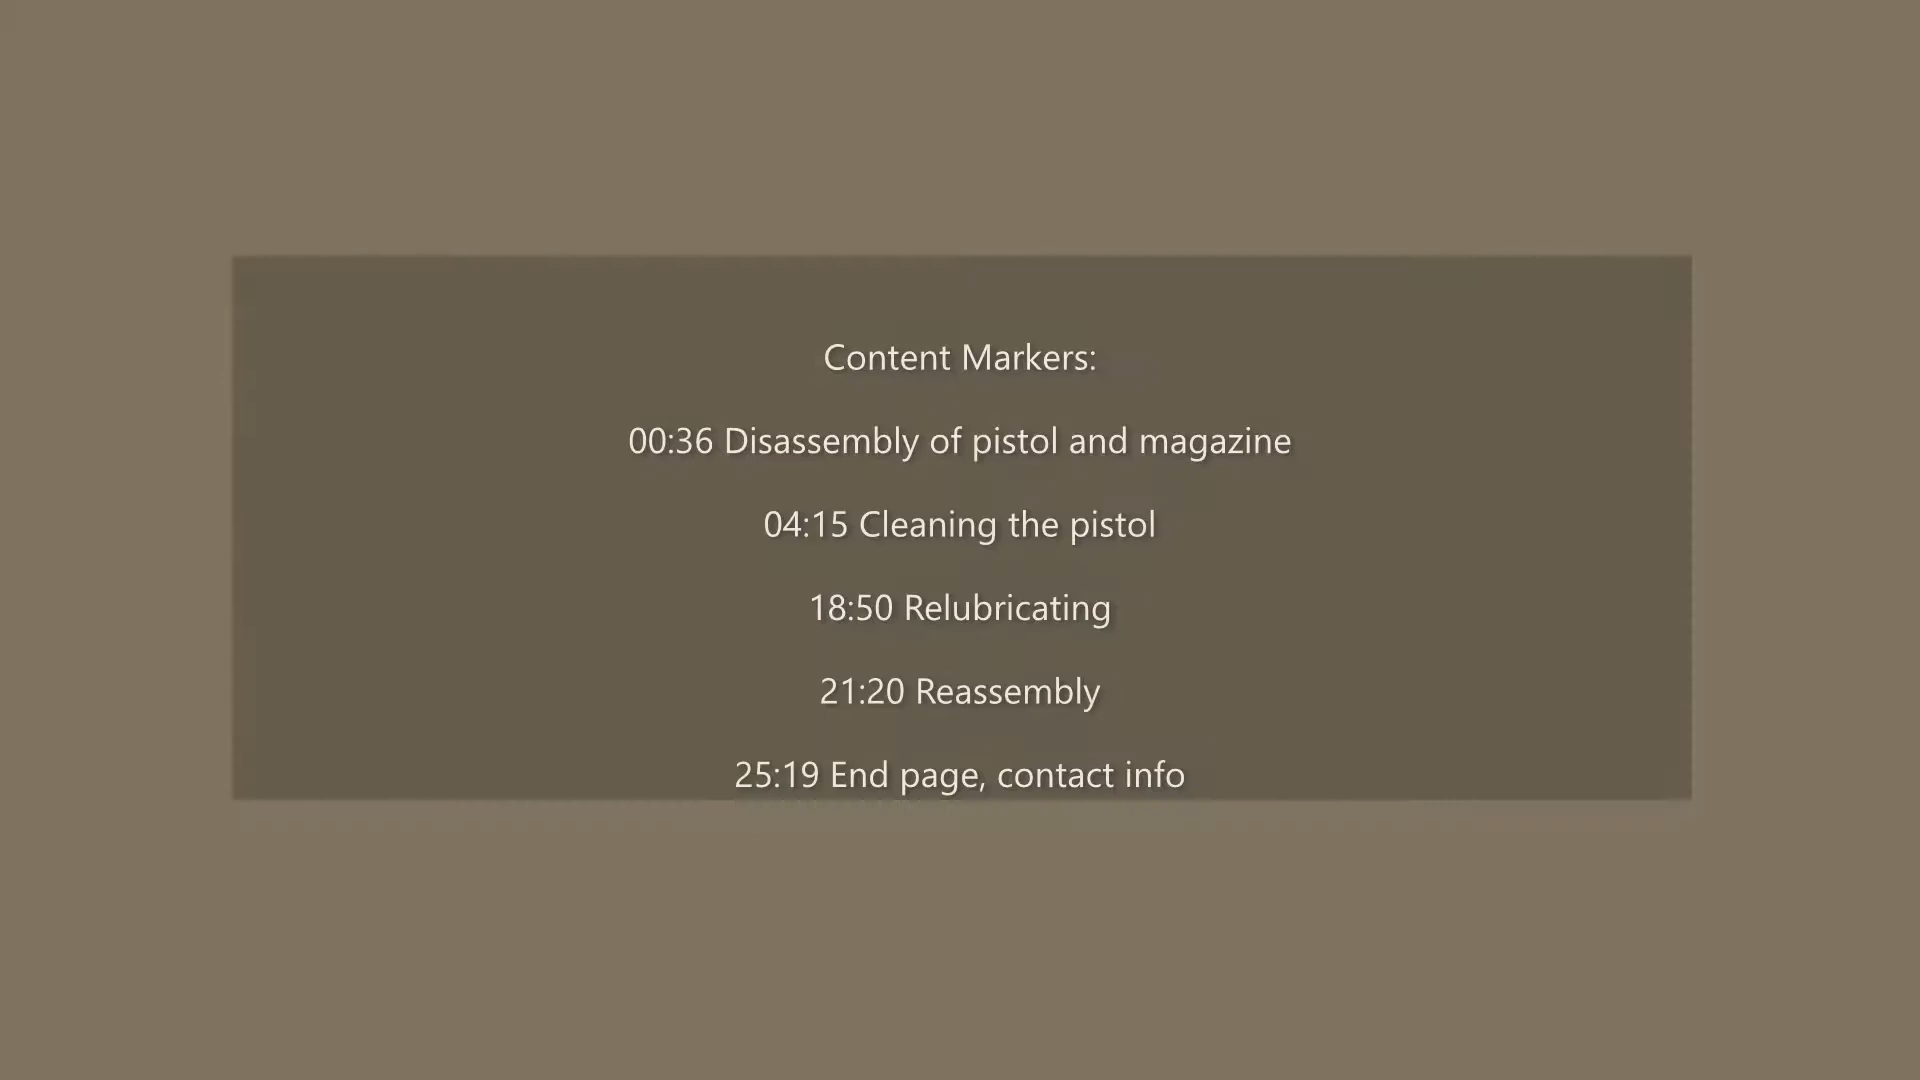 Content Markers:
00:36 Disassembly of pistol and magazine
04:15 Cleaning the pistol
18:50 Relubricating
21:20 Reassembly
25:19 End page, contact info